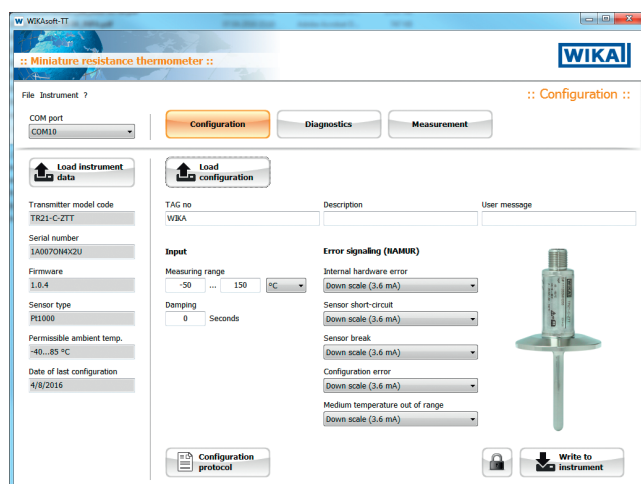 WIKAsoft-TT
:: Miniature resistance thermometer ::
WIKA
File Instrument ?
:: Configuration ::
COM port
COM10
Configuration
Diagnostics
Measurement
Load instrument
data
Load
configuration
Transmitter model code
TR21-C-ZTT
Serial number
1A007ON4X2U
Firmware
1.0.4
Sensor type
Pt1000
Permissible ambient temp.
-40...85 °C
Date of last configuration
4/8/2016
TAG no
WIKA
Description
User message
Input
Measuring range
-50 ... 150 °C
Damping
0 Seconds
Error signaling (NAMUR)
Internal hardware error
Down scale (3.6 mA)
Sensor short-circuit
Down scale (3.6 mA)
Sensor break
Down scale (3.6 mA)
Configuration error
Down scale (3.6 mA)
Medium temperature out of range
Down scale (3.6 mA)
Configuration
protocol
Write to
instrument